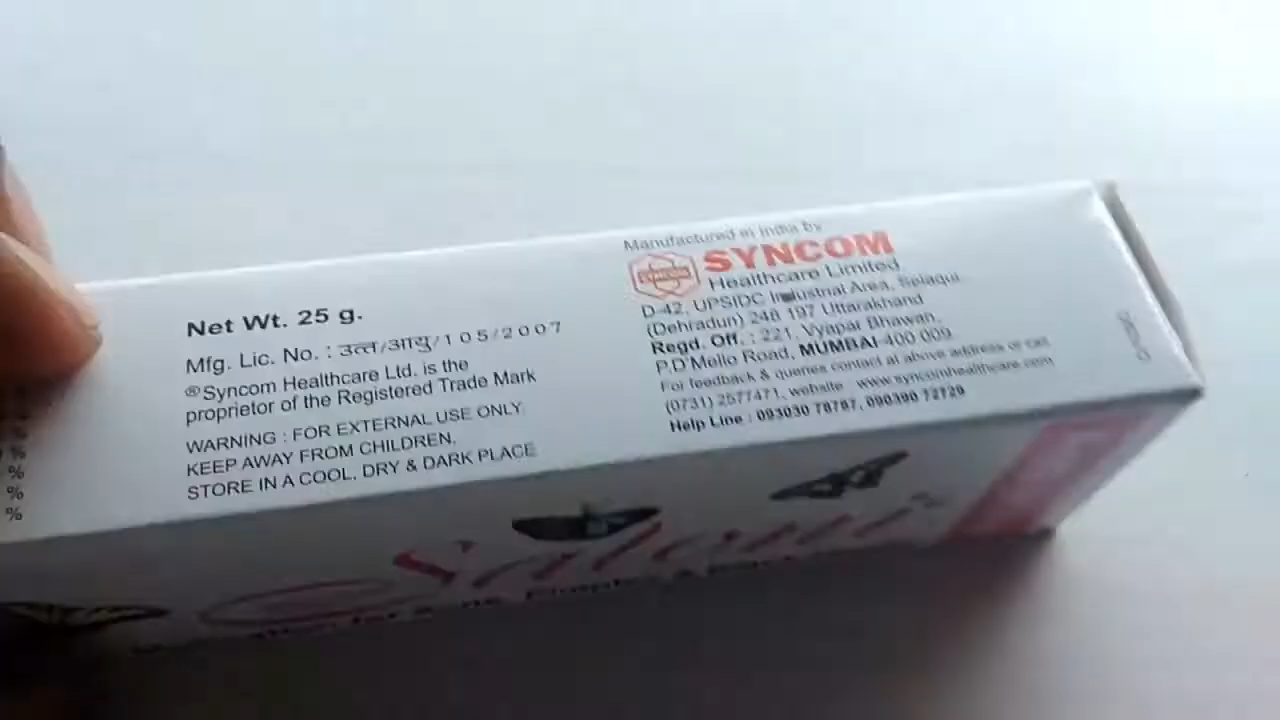 %
%
%
Net Wt. 25 g.
Mfg. Lic. No. : उत्त/आयु/105/2007
®Syncom Healthcare Ltd. is the
proprietor of the Registered Trade Mark
WARNING : FOR EXTERNAL USE ONLY.
KEEP AWAY FROM CHILDREN.
STORE IN A COOL, DRY & DARK PLACE
Manufactured in India by
SYNCOM
Healthcare Limited
D-42, UPSIDC Industrial Area, Selaqui
(Dehradun) 248 197 Uttarakhand
Regd. Off. : 221, Vyapar Bhawan,
P.D'Mello Road, MUMBAI-400 009.
For feedback & queries contact at above address or call
(0731) 2577471, website www.syncomhealthcare.com
Help Line : 093030